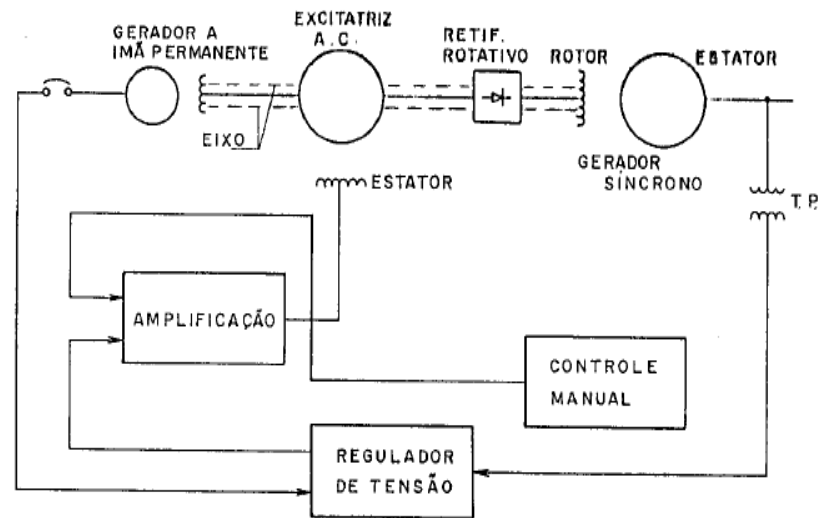 GERADOR A
IMÃ PERMANENTE
EXCITATRIZ
A.C.
RETIF.
ROTATIVO
ROTOR
ESTATOR
EIXO
GERADOR
SÍNCRONO
ESTATOR
T.P.
AMPLIFICAÇÃO
CONTROLE
MANUAL
REGULADOR
DE TENSÃO